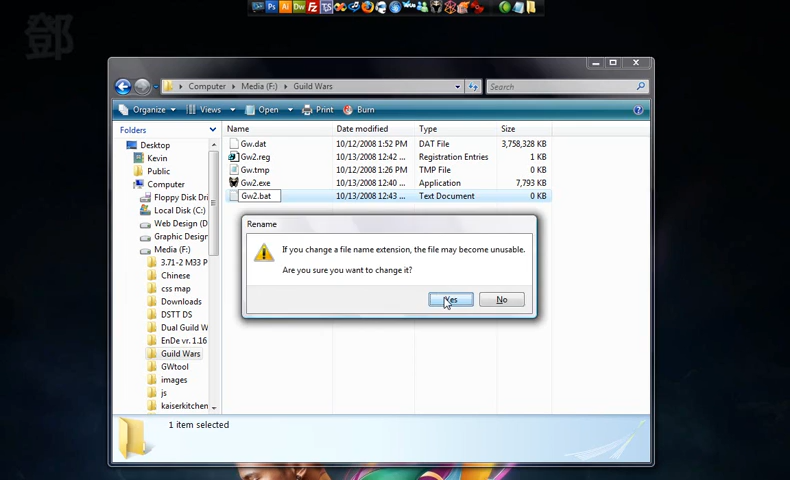 鄧
Ps
Ai
Dw
Fz
Computer ▸ Media (F:) ▸ Guild Wars
Search
Organize
Views
Open
Print
Burn
Folders
Name
Date modified
Type
Size
Desktop
Kevin
Public
Computer
Floppy Disk Dri
Local Disk (C:)
Web Design (D
Graphic Design
Media (F:)
3.71-2 M33 P
Chinese
css map
Downloads
DSTT DS
Dual Guild W
EnDe vr. 1.16
Guild Wars
GWtool
images
js
kaiserkitchen
Gw.dat 10/12/2008 1:52 PM DAT File 3,758,328 KB
Gw2.reg 10/13/2008 12:42 ... Registration Entries 1 KB
Gw.tmp 10/12/2008 1:26 PM TMP File 0 KB
Gw2.exe 10/13/2008 12:40 ... Application 7,793 KB
Gw2.bat 10/13/2008 12:43 ... Text Document 0 KB
Rename
If you change a file name extension, the file may become unusable.
Are you sure you want to change it?
Yes
No
1 item selected